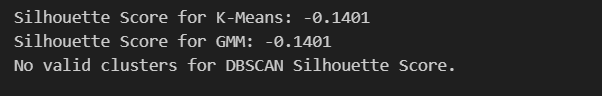 Silhouette Score for K-Means: -0.1401
Silhouette Score for GMM: -0.1401
No valid clusters for DBSCAN Silhouette Score.